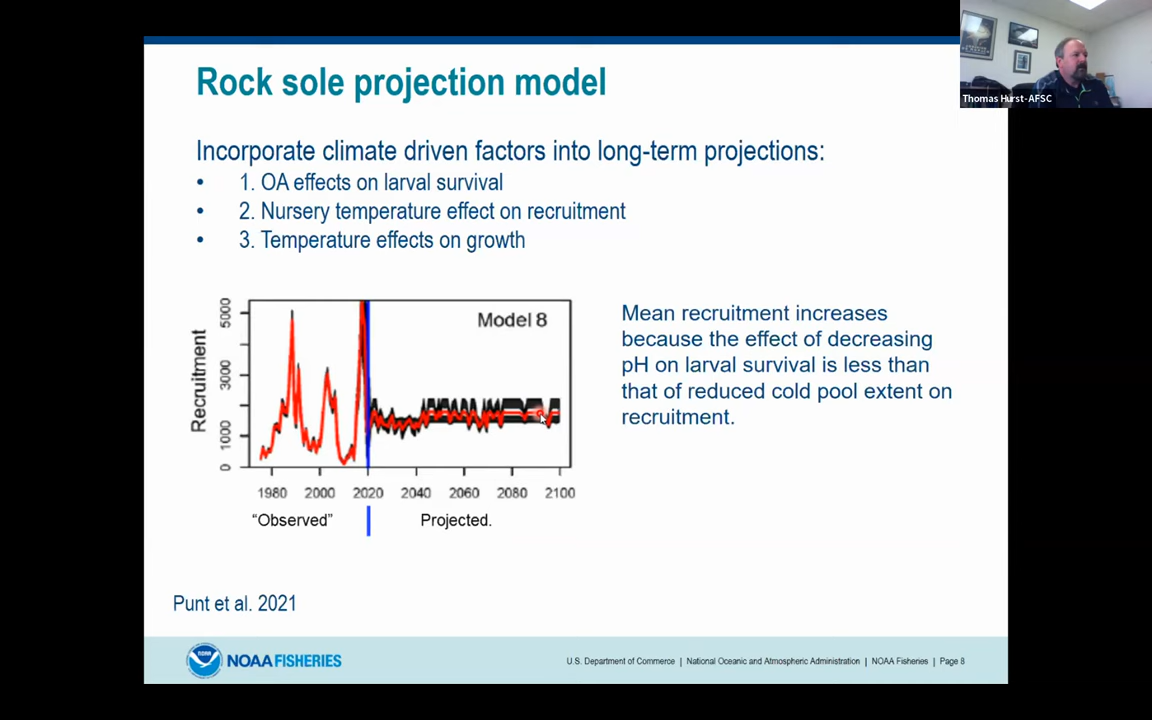 Rock sole projection model
Thomas Hurst-AFSC
Incorporate climate driven factors into long-term projections:
• 1. OA effects on larval survival
• 2. Nursery temperature effect on recruitment
• 3. Temperature effects on growth
Recruitment
5000
3000
1000
0
Model 8
1980 2000 2020 2040 2060 2080 2100
"Observed"
Projected.
Mean recruitment increases
because the effect of decreasing
pH on larval survival is less than
that of reduced cold pool extent on
recruitment.
Punt et al. 2021
NOAA
NOAA FISHERIES
U.S. Department of Commerce | National Oceanic and Atmospheric Administration | NOAA Fisheries | Page 8